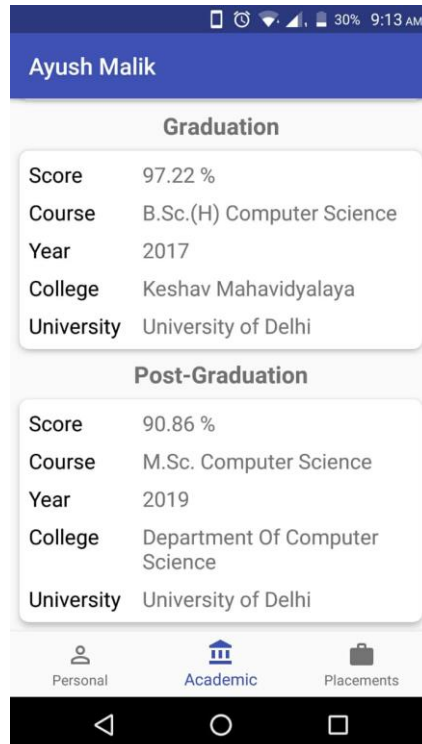 30% 9:13 AM
Ayush Malik
Graduation
Score 97.22 %
Course B.Sc.(H) Computer Science
Year 2017
College Keshav Mahavidyalaya
University University of Delhi
Post-Graduation
Score 90.86 %
Course M.Sc. Computer Science
Year 2019
College Department Of Computer
Science
University University of Delhi
Personal Academic Placements